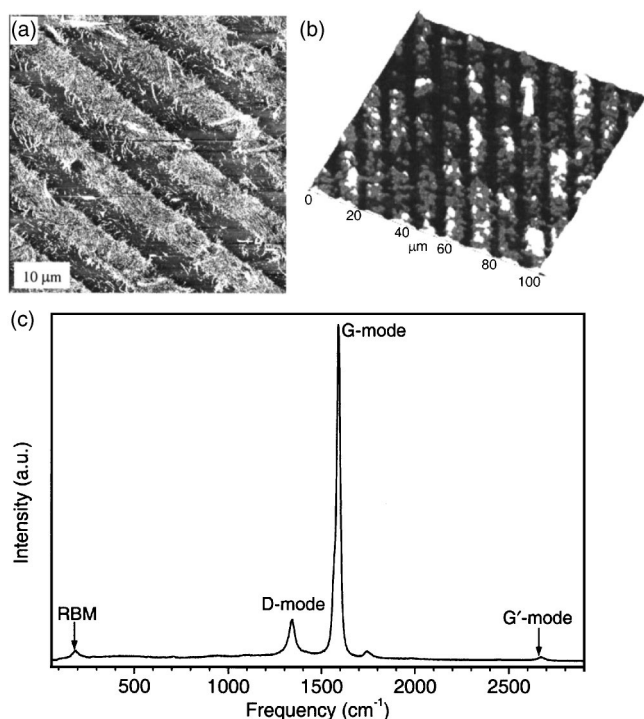 (a)
10 μm
(b)
0
20
40
μm
60
80
100
(c)
G-mode
D-mode
RBM
G′-mode
Intensity (a.u.)
500
1000
1500
2000
2500
Frequency (cm⁻¹)